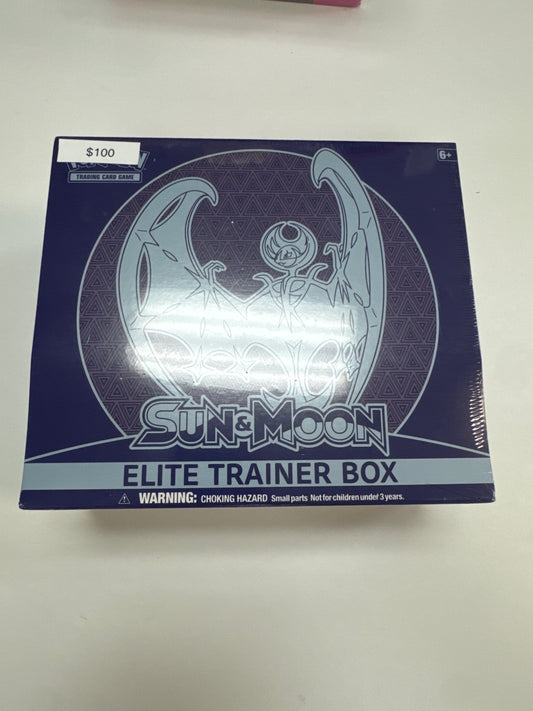 $100
TRADING CARD GAME
6+
SUN & MOON
ELITE TRAINER BOX
WARNING: CHOKING HAZARD Small parts Not for children under 3 years.